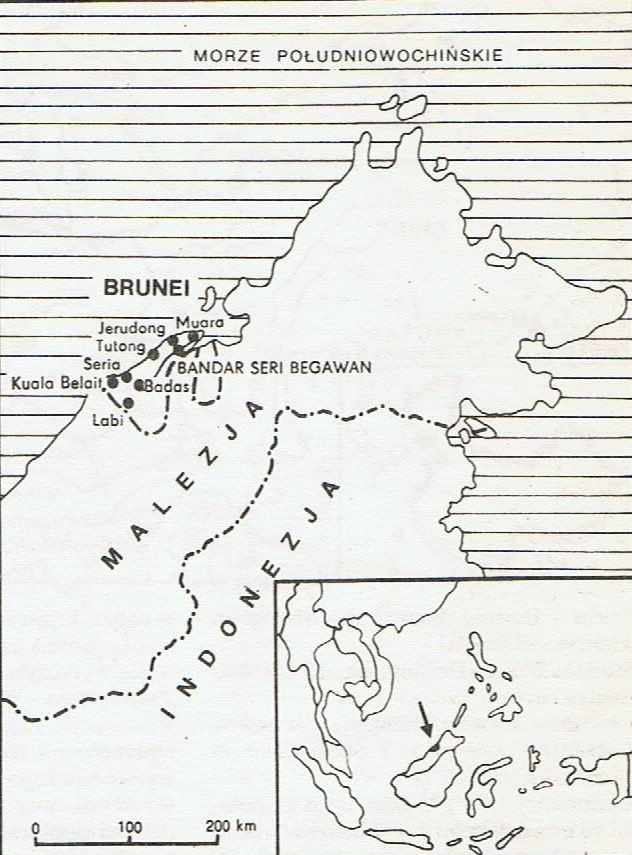 MORZE POŁUDNIOWOCHIŃSKIE
BRUNEI
Jerudong
Muara
Tutong
Seria
BANDAR SERI BEGAWAN
Kuala Belait
Badas
Labi
MALEZJA
INDONEZJA
0 100 200 km